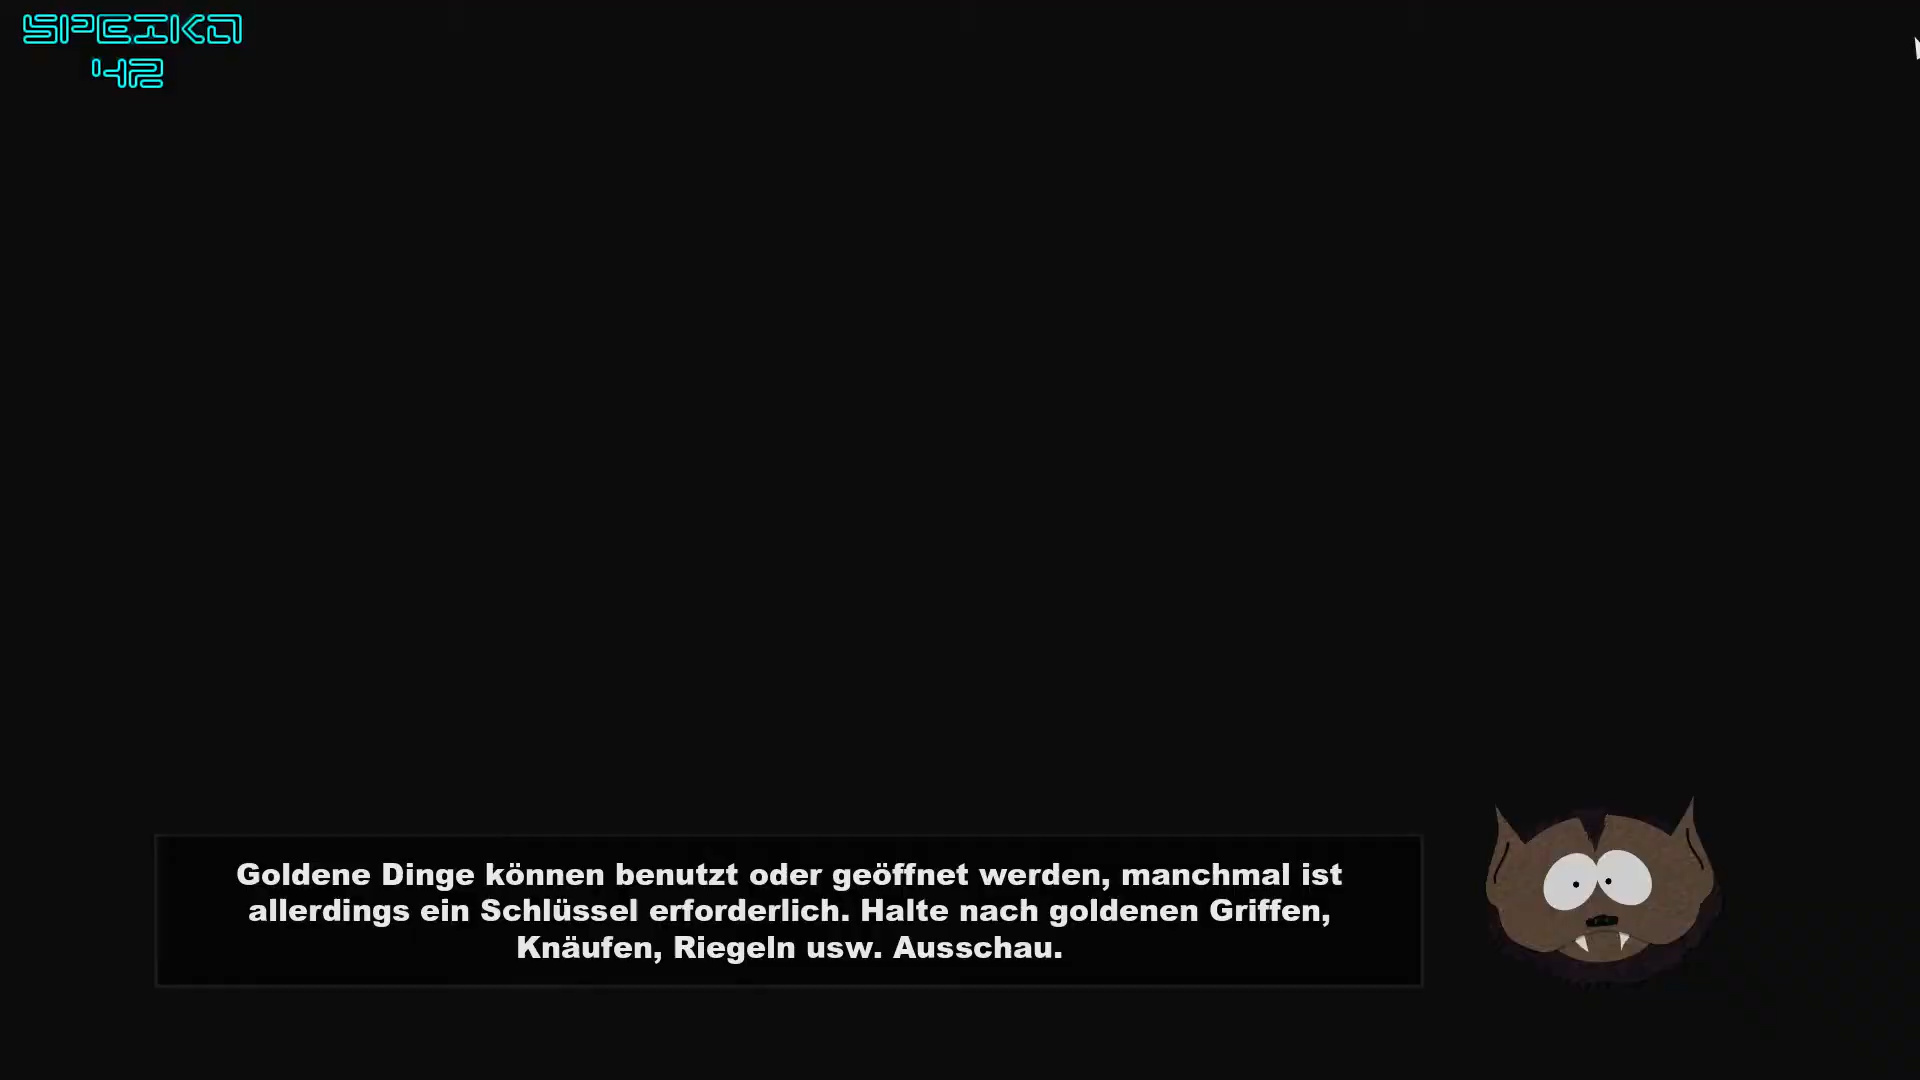 SPEIKO
42
Goldene Dinge können benutzt oder geöffnet werden, manchmal ist
allerdings ein Schlüssel erforderlich. Halte nach goldenen Griffen,
Knäufen, Riegeln usw. Ausschau.